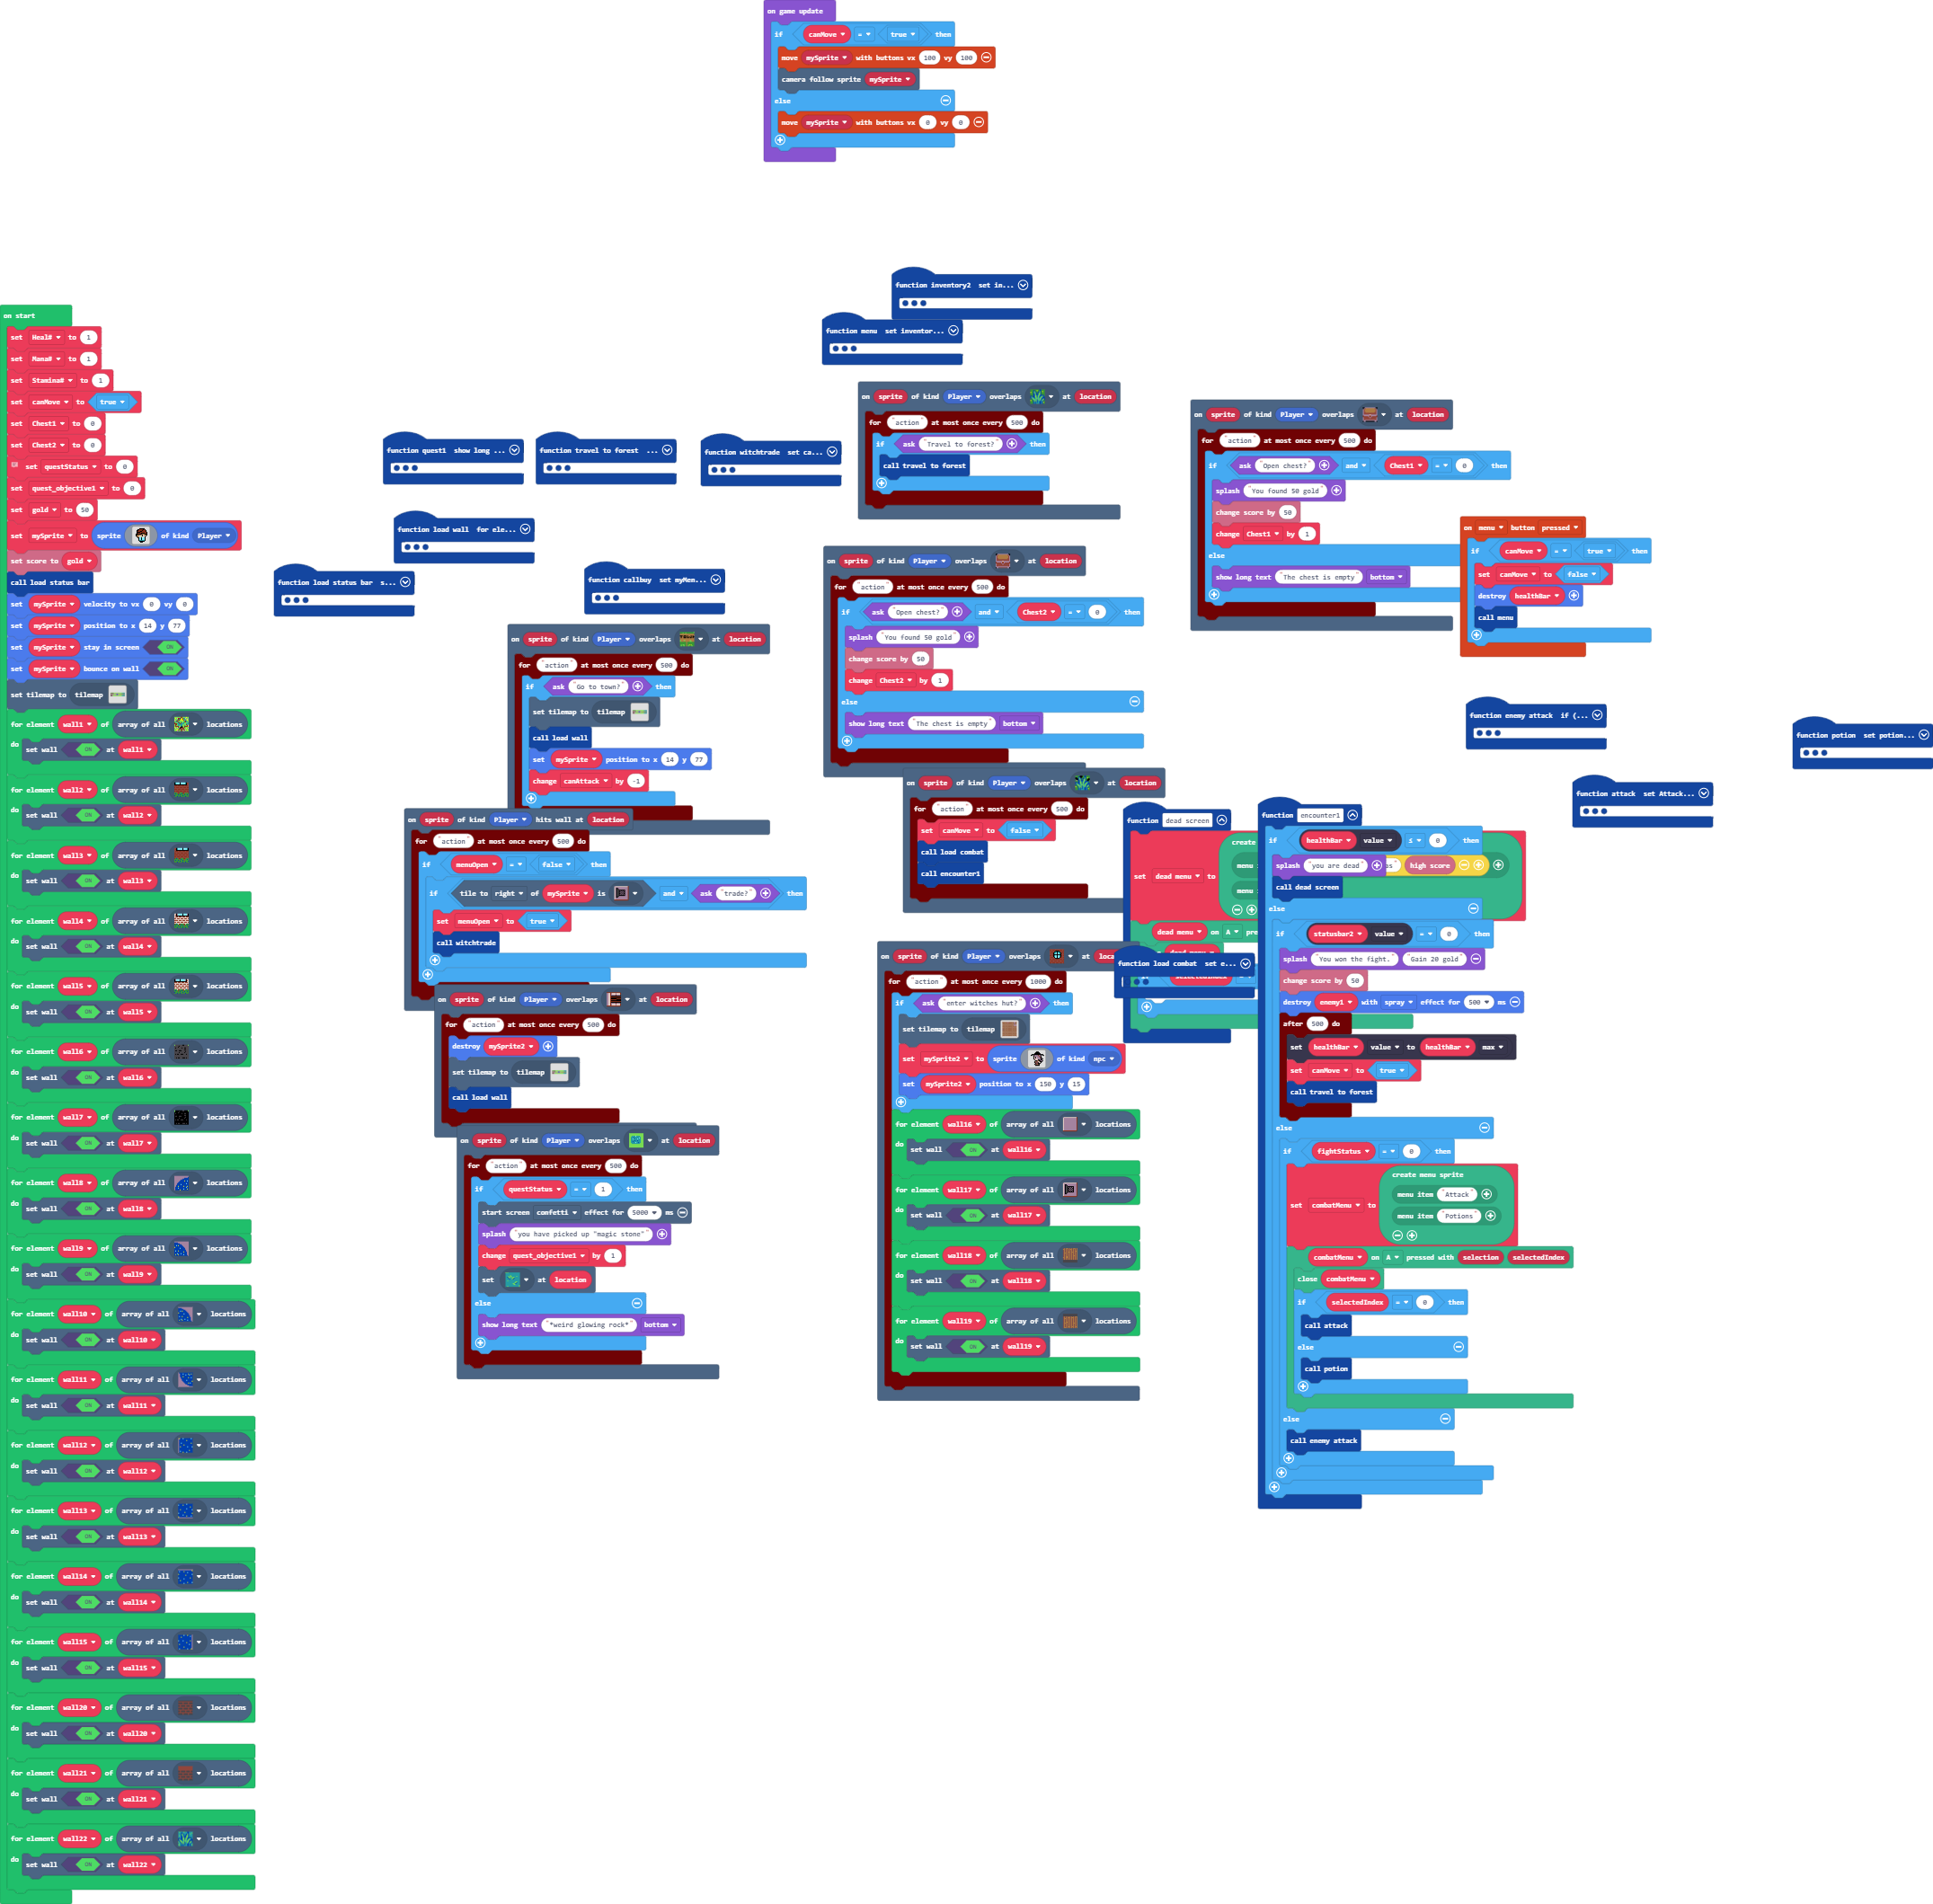 on game update
if canMove = true then
move mySprite with buttons vx 100 vy 100
camera follow sprite mySprite
else
move mySprite with buttons vx 0 vy 0
function inventory2 set in...
function menu set inventor...
on start
set Heal# to 1
set Mana# to 1
set Stamina# to 1
set canMove to true
set Chest1 to 0
set Chest2 to 0
set questStatus to 0
set quest_objective1 to 0
set gold to 50
set mySprite to sprite of kind Player
set score to gold
call load status bar
set mySprite velocity to vx 0 vy 0
set mySprite position to x 14 y 77
set mySprite stay in screen ON
set mySprite bounce on wall ON
set tilemap to tilemap
for element wall1 of array of all locations
do set wall ON at wall1
for element wall2 of array of all locations
do set wall ON at wall2
for element wall3 of array of all locations
do set wall ON at wall3
for element wall4 of array of all locations
do set wall ON at wall4
for element wall5 of array of all locations
do set wall ON at wall5
for element wall6 of array of all locations
do set wall ON at wall6
for element wall7 of array of all locations
do set wall ON at wall7
for element wall8 of array of all locations
do set wall ON at wall8
for element wall9 of array of all locations
do set wall ON at wall9
for element wall10 of array of all locations
do set wall ON at wall10
for element wall11 of array of all locations
do set wall ON at wall11
for element wall12 of array of all locations
do set wall ON at wall12
for element wall13 of array of all locations
do set wall ON at wall13
for element wall14 of array of all locations
do set wall ON at wall14
for element wall15 of array of all locations
do set wall ON at wall15
for element wall20 of array of all locations
do set wall ON at wall20
for element wall21 of array of all locations
do set wall ON at wall21
for element wall22 of array of all locations
do set wall ON at wall22
function quest1 show long ...
function travel to forest ...
function witchtrade set ca...
function load wall for ele...
function load status bar s...
function callbuy set myMen...
on sprite of kind Player overlaps at location
for "action" at most once every 500 do
if ask "Go to town?" then
set tilemap to tilemap
call load wall
set mySprite position to x 14 y 77
change canAttack by -1
on sprite of kind Player hits wall at location
for "action" at most once every 500 do
if menuOpen = false then
if tile to right of mySprite is and ask "trade?" then
set menuOpen to true
call witchtrade
on sprite of kind Player overlaps at location
for "action" at most once every 500 do
destroy mySprite2
set tilemap to tilemap
call load wall
on sprite of kind Player overlaps at location
for "action" at most once every 500 do
if questStatus = 1 then
start screen confetti effect for 5000 ms
splash "you have picked up "magic stone""
change quest_objective1 by 1
set at location
else
show long text "*weird glowing rock*" bottom
on sprite of kind Player overlaps at location
for "action" at most once every 500 do
if ask "Travel to forest?" then
call travel to forest
on sprite of kind Player overlaps at location
for "action" at most once every 500 do
if ask "Open chest?" and Chest2 = 0 then
splash "You found 50 gold"
change score by 50
change Chest2 by 1
else
show long text "The chest is empty" bottom
on sprite of kind Player overlaps at location
for "action" at most once every 500 do
set canMove to false
call load combat
call encounter1
on sprite of kind Player overlaps at loca
for "action" at most once every 1000 do
if ask "enter witches hut?" then
set tilemap to tilemap
set mySprite2 to sprite of kind npc
set mySprite2 position to x 150 y 15
for element wall16 of array of all locations
do set wall ON at wall16
for element wall17 of array of all locations
do set wall ON at wall17
for element wall18 of array of all locations
do set wall ON at wall18
for element wall19 of array of all locations
do set wall ON at wall19
on sprite of kind Player overlaps at location
for "action" at most once every 500 do
if ask "Open chest?" and Chest1 = 0 then
splash "You found 50 gold"
change score by 50
change Chest1 by 1
else
show long text "The chest is empty" bottom
on menu button pressed
if canMove = true then
set canMove to false
destroy healthBar
call menu
function enemy attack if (...
function potion set potion...
function attack set Attack...
function dead screen
create
menu
set dead menu to
menu
dead menu on A pre
function load combat set e...
function encounter1
if healthBar value ≤ 0 then
splash "you are dead" high score
call dead screen
else
if statusbar2 value = 0 then
splash "You won the fight." "Gain 20 gold"
change score by 50
destroy enemy1 with spray effect for 500 ms
after 500 do
set healthBar value to healthBar max
set canMove to true
call travel to forest
else
if fightStatus = 0 then
create menu sprite
menu item "Attack"
set combatMenu to
menu item "Potions"
combatMenu on A pressed with selection selectedIndex
close combatMenu
if selectedIndex = 0 then
call attack
else
call potion
else
call enemy attack